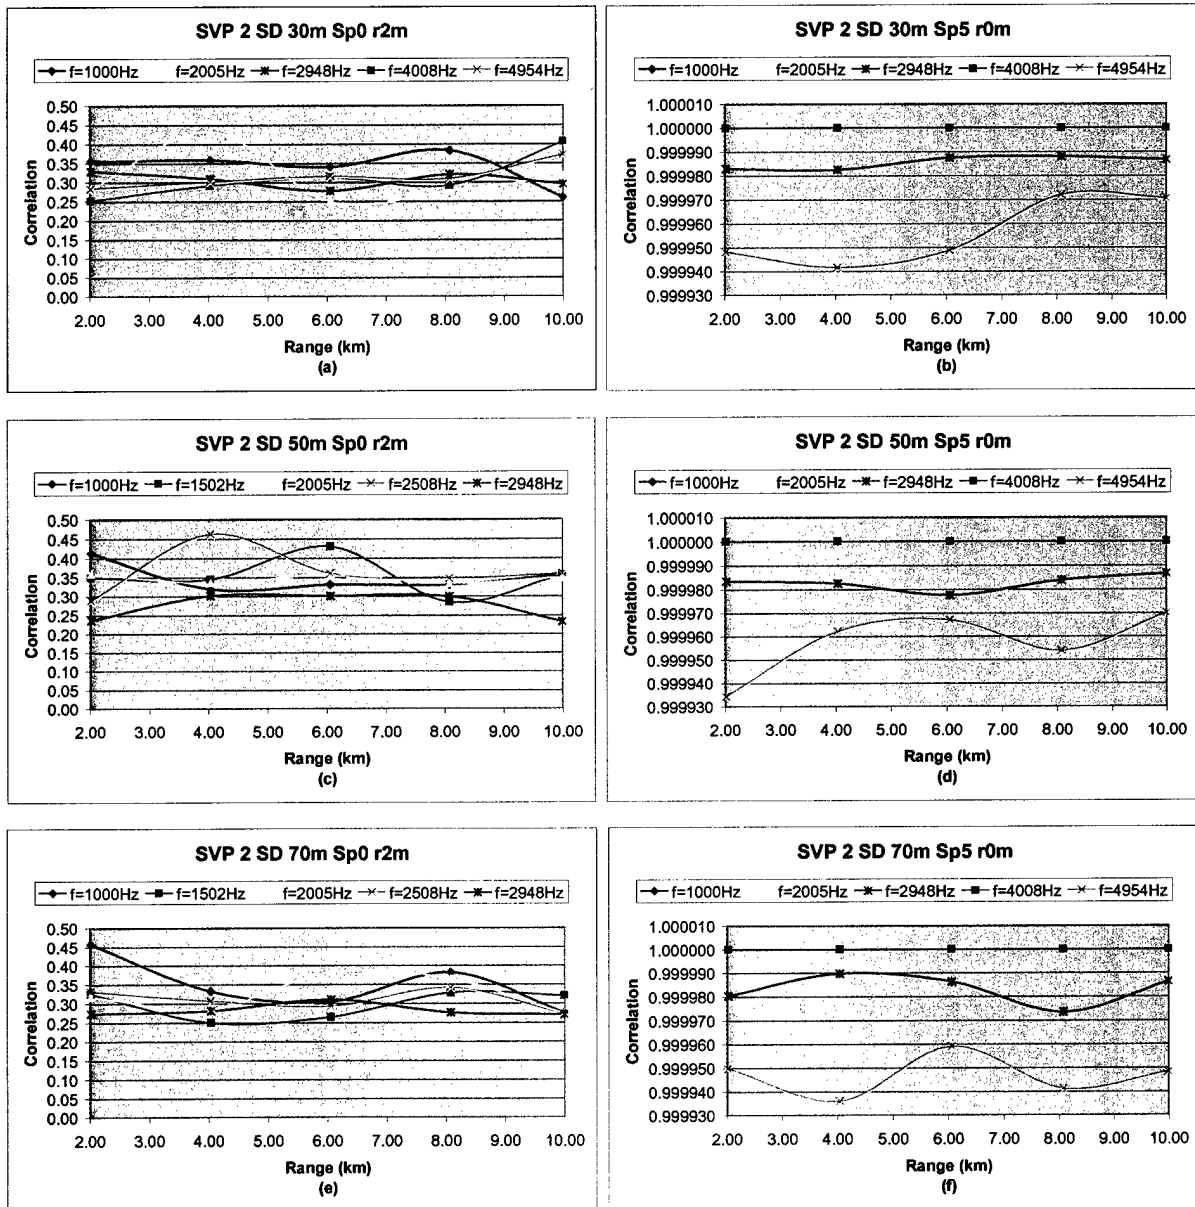 SVP 2 SD 30m Sp0 r2m
f=1000Hz f=2005Hz f=2948Hz f=4008Hz f=4954Hz
Correlation
0.50
0.45
0.40
0.35
0.30
0.25
0.20
0.15
0.10
0.05
0.00
2.00 3.00 4.00 5.00 6.00 7.00 8.00 9.00 10.00
Range (km)
(a)
SVP 2 SD 30m Sp5 r0m
f=1000Hz f=2005Hz f=2948Hz f=4008Hz f=4954Hz
Correlation
1.000010
1.000000
0.999990
0.999980
0.999970
0.999960
0.999950
0.999940
0.999930
2.00 3.00 4.00 5.00 6.00 7.00 8.00 9.00 10.00
Range (km)
(b)
SVP 2 SD 50m Sp0 r2m
f=1000Hz f=1502Hz f=2005Hz f=2508Hz f=2948Hz
Correlation
0.50
0.45
0.40
0.35
0.30
0.25
0.20
0.15
0.10
0.05
0.00
2.00 3.00 4.00 5.00 6.00 7.00 8.00 9.00 10.00
Range (km)
(c)
SVP 2 SD 50m Sp5 r0m
f=1000Hz f=2005Hz f=2948Hz f=4008Hz f=4954Hz
Correlation
1.000010
1.000000
0.999990
0.999980
0.999970
0.999960
0.999950
0.999940
0.999930
2.00 3.00 4.00 5.00 6.00 7.00 8.00 9.00 10.00
Range (km)
(d)
SVP 2 SD 70m Sp0 r2m
f=1000Hz f=1502Hz f=2005Hz f=2508Hz f=2948Hz
Correlation
0.50
0.45
0.40
0.35
0.30
0.25
0.20
0.15
0.10
0.05
0.00
2.00 3.00 4.00 5.00 6.00 7.00 8.00 9.00 10.00
Range (km)
(e)
SVP 2 SD 70m Sp5 r0m
f=1000Hz f=2005Hz f=2948Hz f=4008Hz f=4954Hz
Correlation
1.000010
1.000000
0.999990
0.999980
0.999970
0.999960
0.999950
0.999940
0.999930
2.00 3.00 4.00 5.00 6.00 7.00 8.00 9.00 10.00
Range (km)
(f)